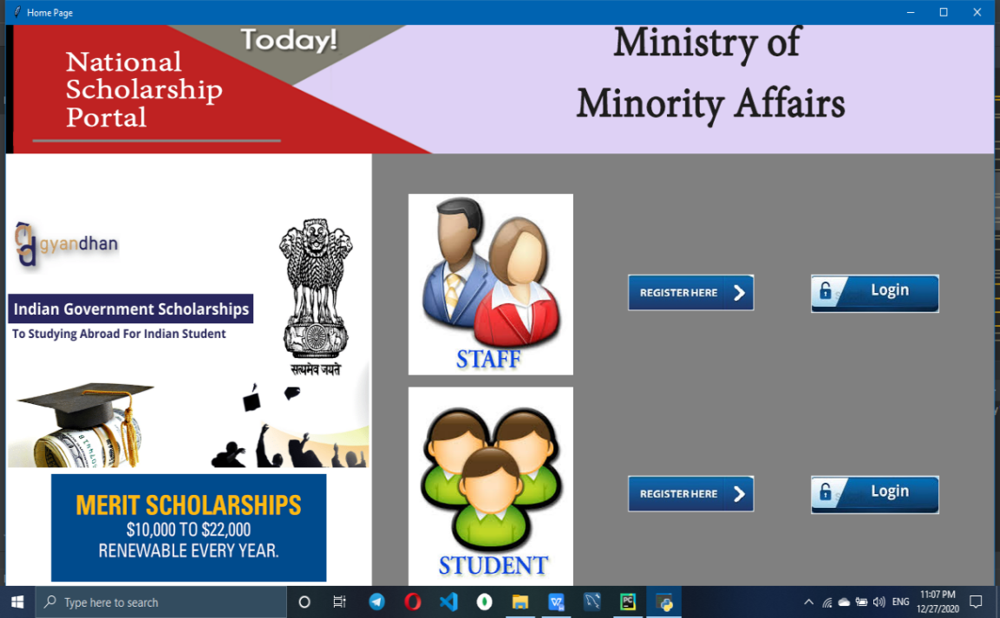 Home Page
Today!
National
Scholarship
Portal
Ministry of
Minority Affairs
gyandhan
Indian Government Scholarships
To Studying Abroad For Indian Student
सत्यमेव जयते
MERIT SCHOLARSHIPS
$10,000 TO $22,000
RENEWABLE EVERY YEAR.
STAFF
REGISTER HERE
Login
STUDENT
REGISTER HERE
Login
Type here to search
ENG
11:07 PM
12/27/2020